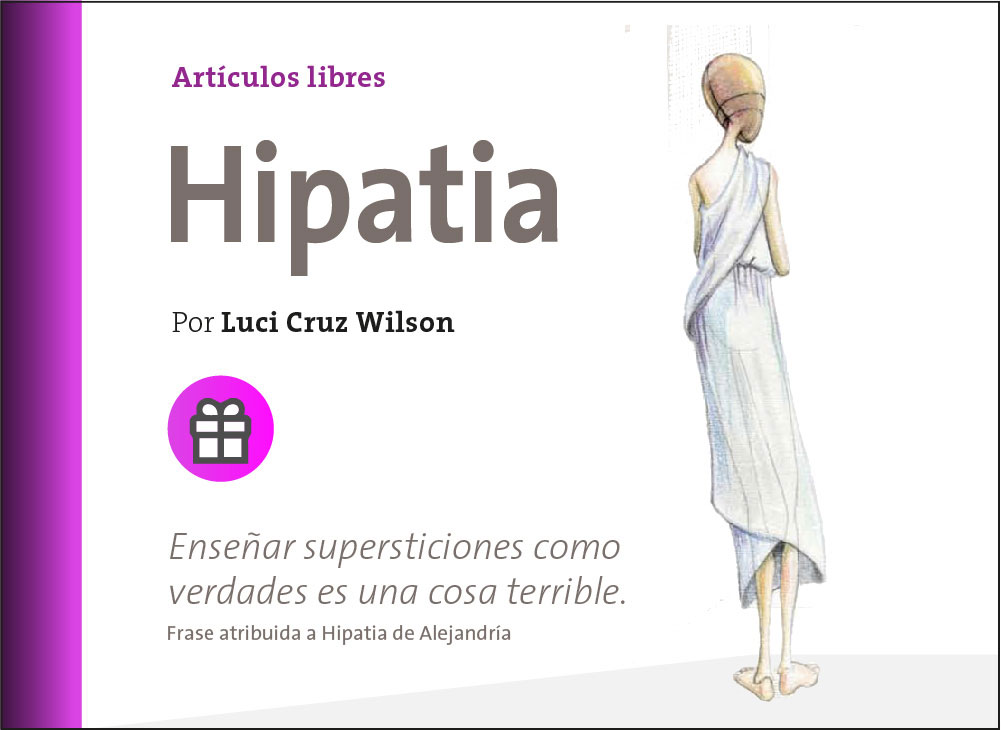 Artículos libres
Hipatia
Por Luci Cruz Wilson
Enseñar supersticiones como
verdades es una cosa terrible.
Frase atribuida a Hipatia de Alejandría